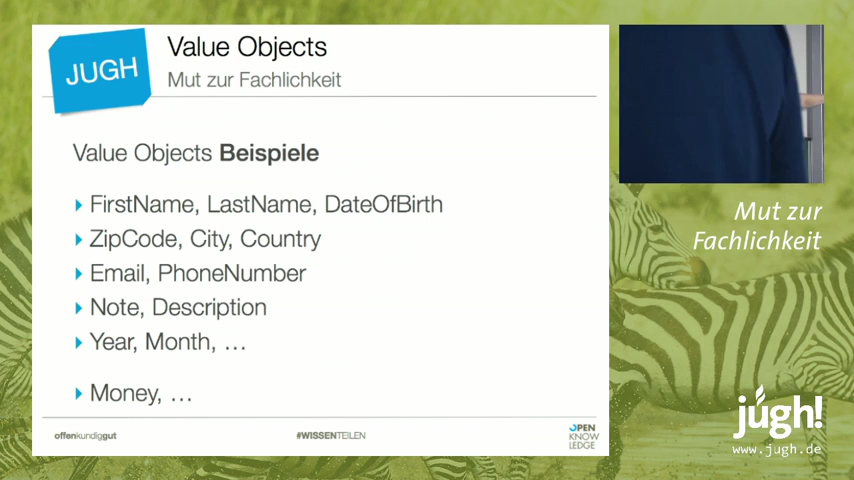 JUGH
Value Objects
Mut zur Fachlichkeit
Value Objects Beispiele
FirstName, LastName, DateOfBirth
ZipCode, City, Country
Email, PhoneNumber
Note, Description
Year, Month, …
Money, …
offenkundiggut
#WISSENTEILEN
OPEN
KNOW
LEDGE
Mut zur
Fachlichkeit
jugh!
www.jugh.de